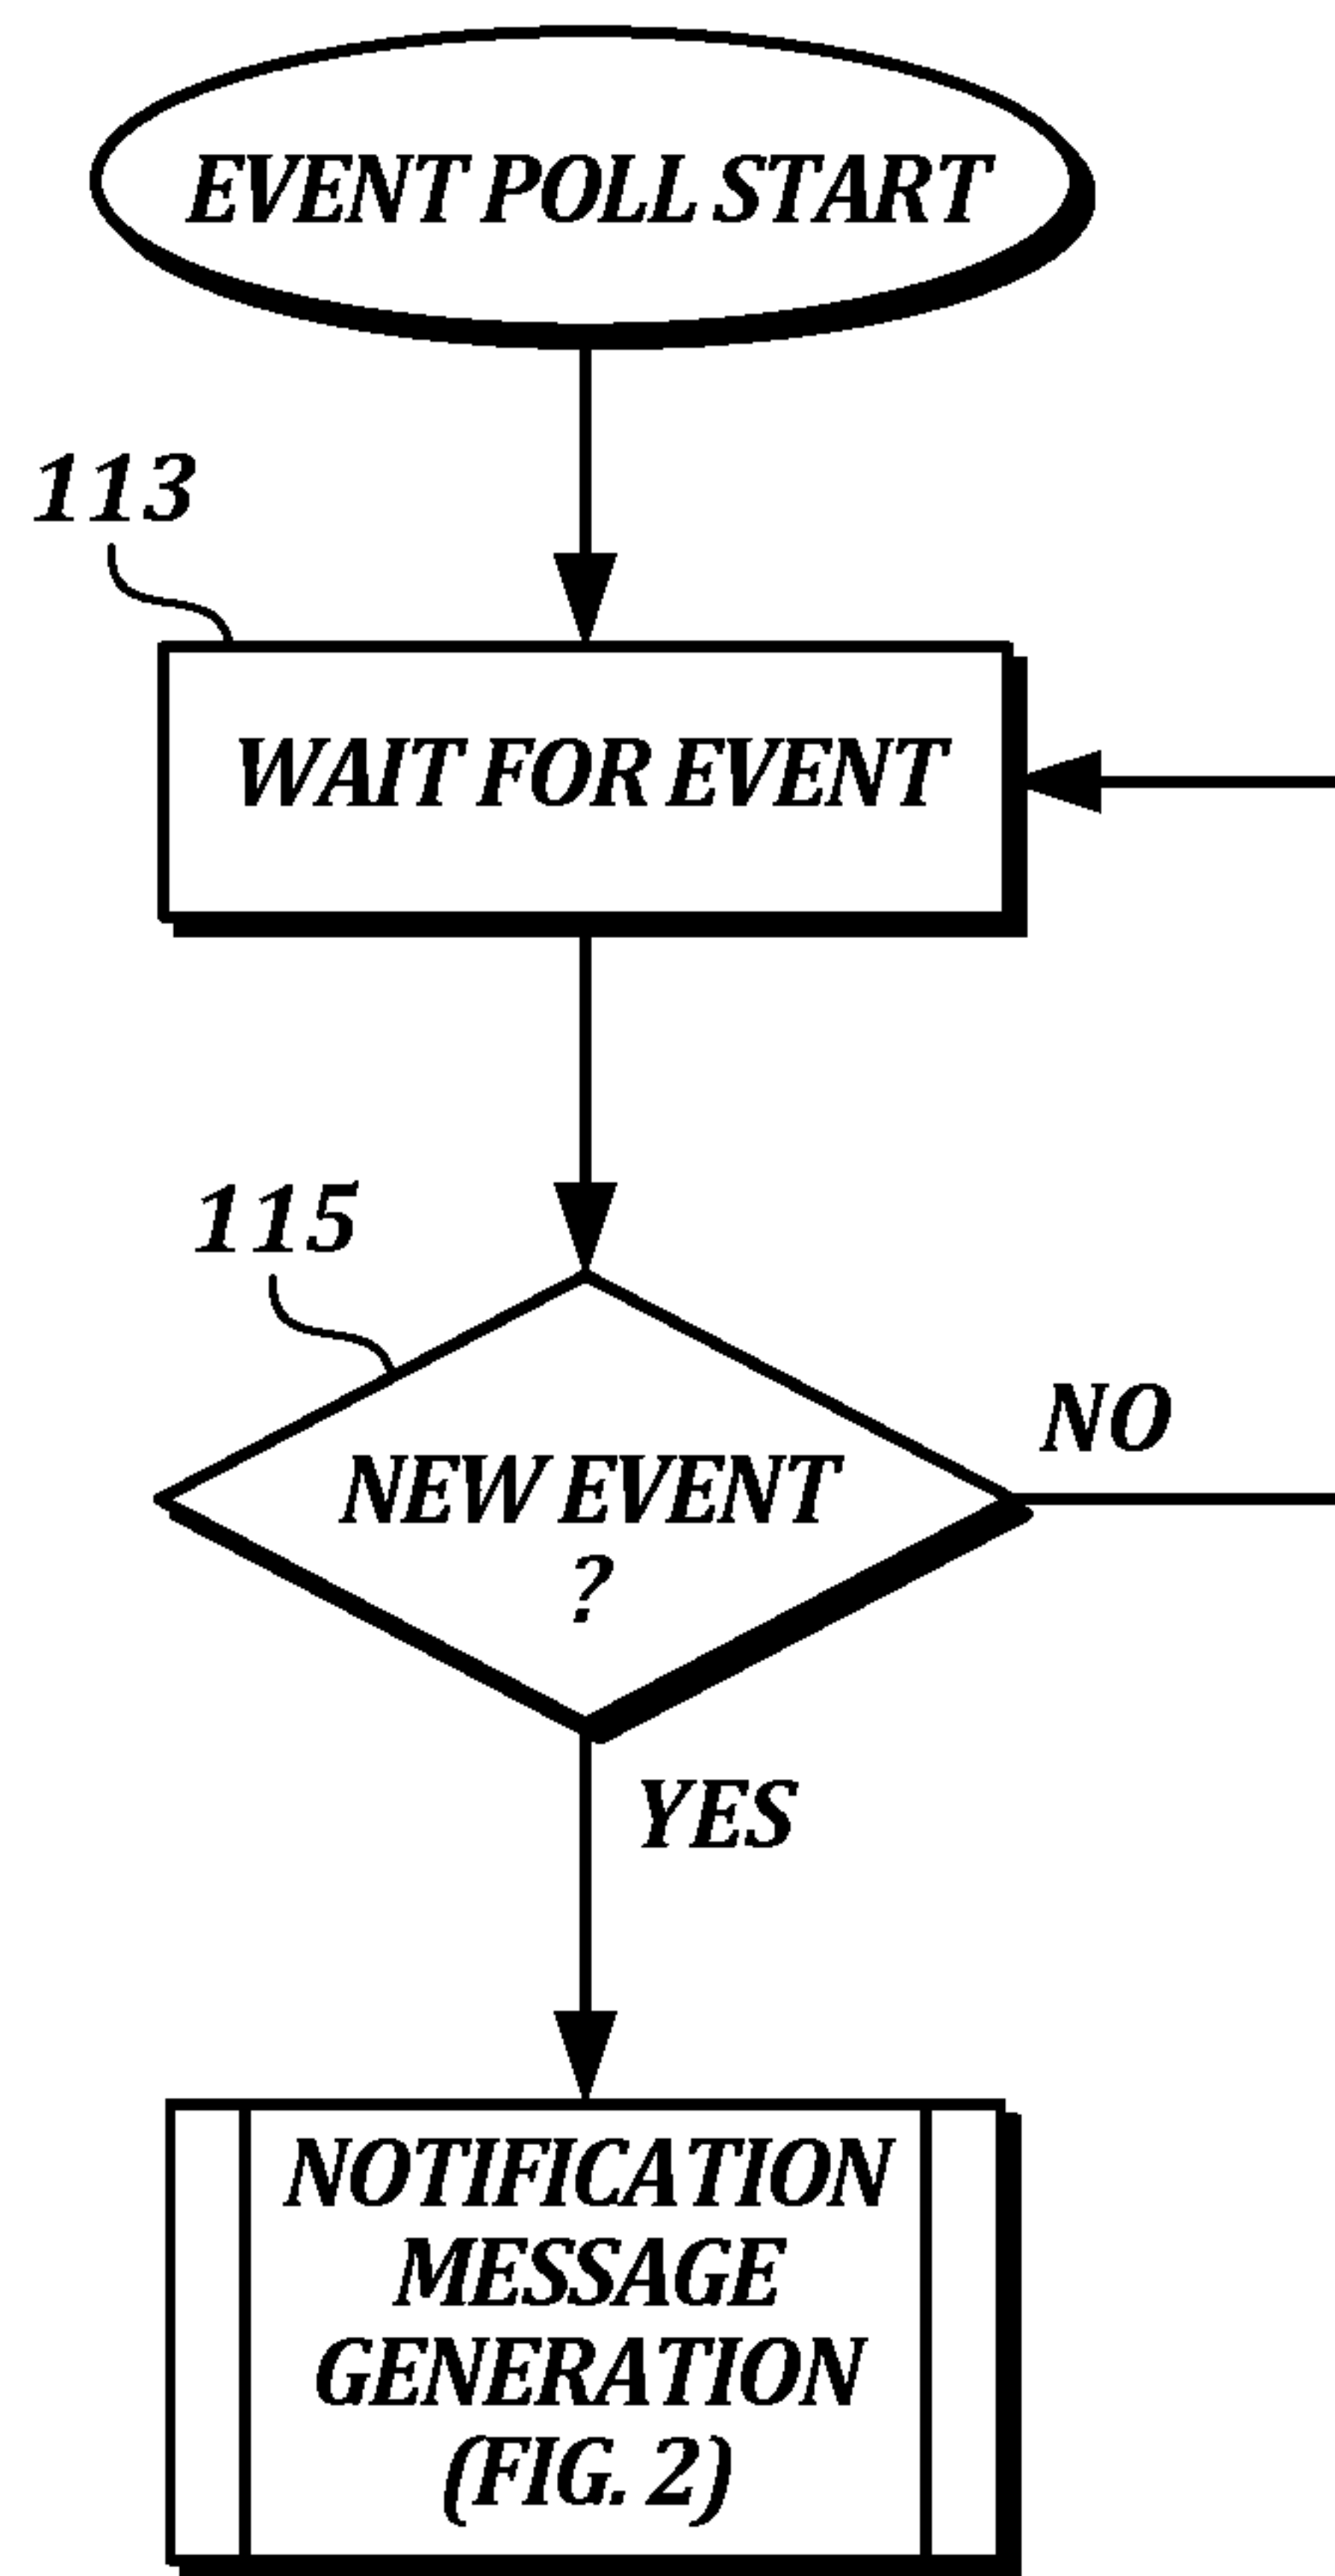 EVENT POLL START
113
WAIT FOR EVENT
115
NEW EVENT
?
NO
YES
NOTIFICATION
MESSAGE
GENERATION
(FIG. 2)